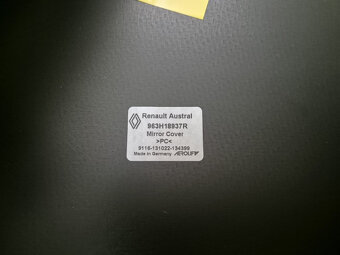 Renault Austral
963H18937R
Mirror Cover
>PC<
9116-131022-134399
Made in Germany AEROLIFT